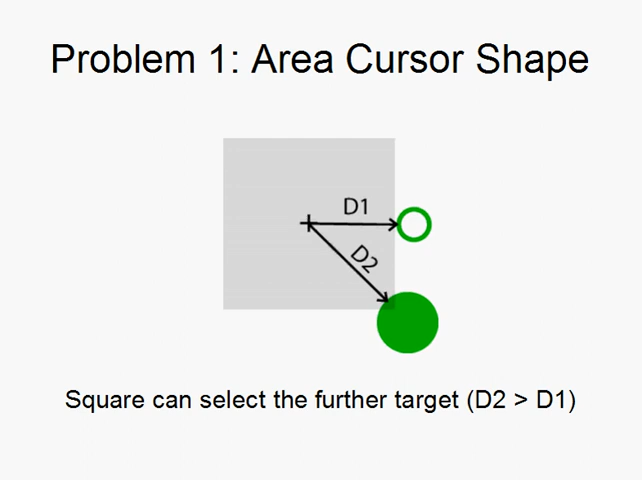 Problem 1: Area Cursor Shape
D1
D2
Square can select the further target (D2 > D1)